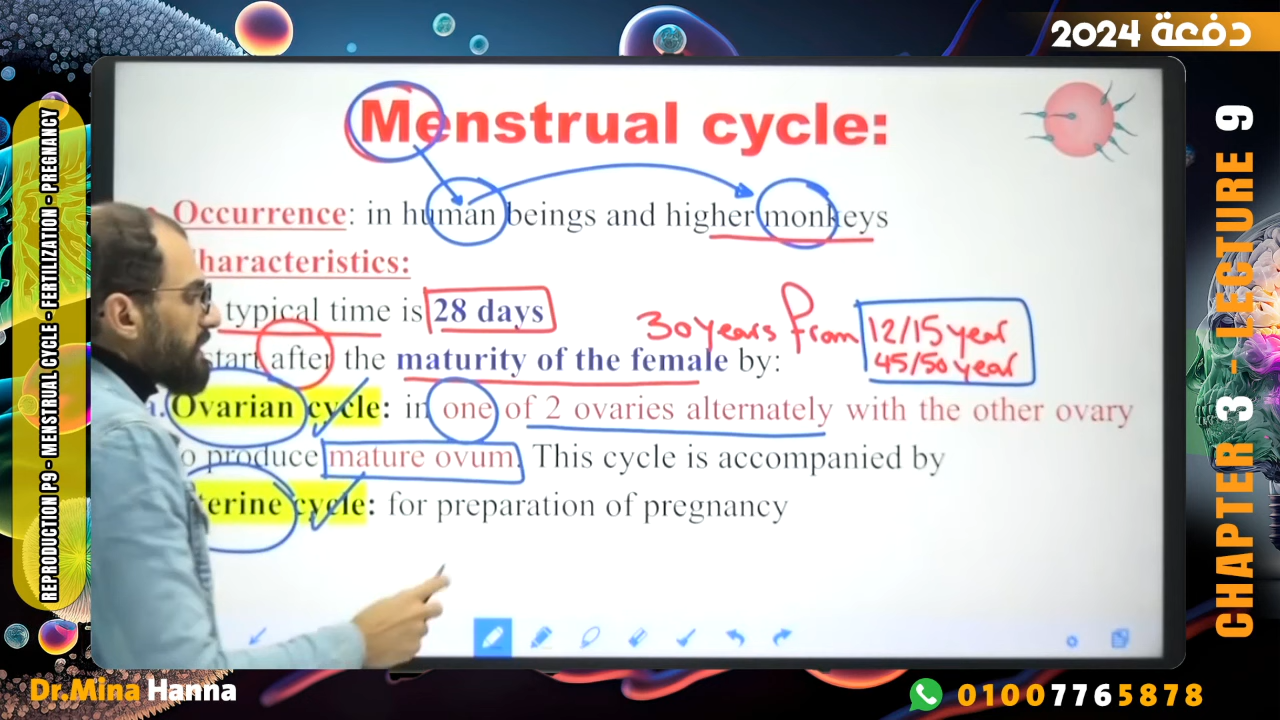 دفعة 2024
REPRODUCTION P9 - MENSTRUAL CYCLE - FERTILIZATION - PREGNANCY
Menstrual cycle:
Occurrence: in human beings and higher monkeys
haracteristics:
typical time is 28 days
30 years from 12/15 year
45/50 year
start after the maturity of the female by:
a. Ovarian cycle: in one of 2 ovaries alternately with the other ovary
o produce mature ovum. This cycle is accompanied by
terine cycle: for preparation of pregnancy
CHAPTER 3 - LECTURE 9
Dr.Mina Hanna
01007765878